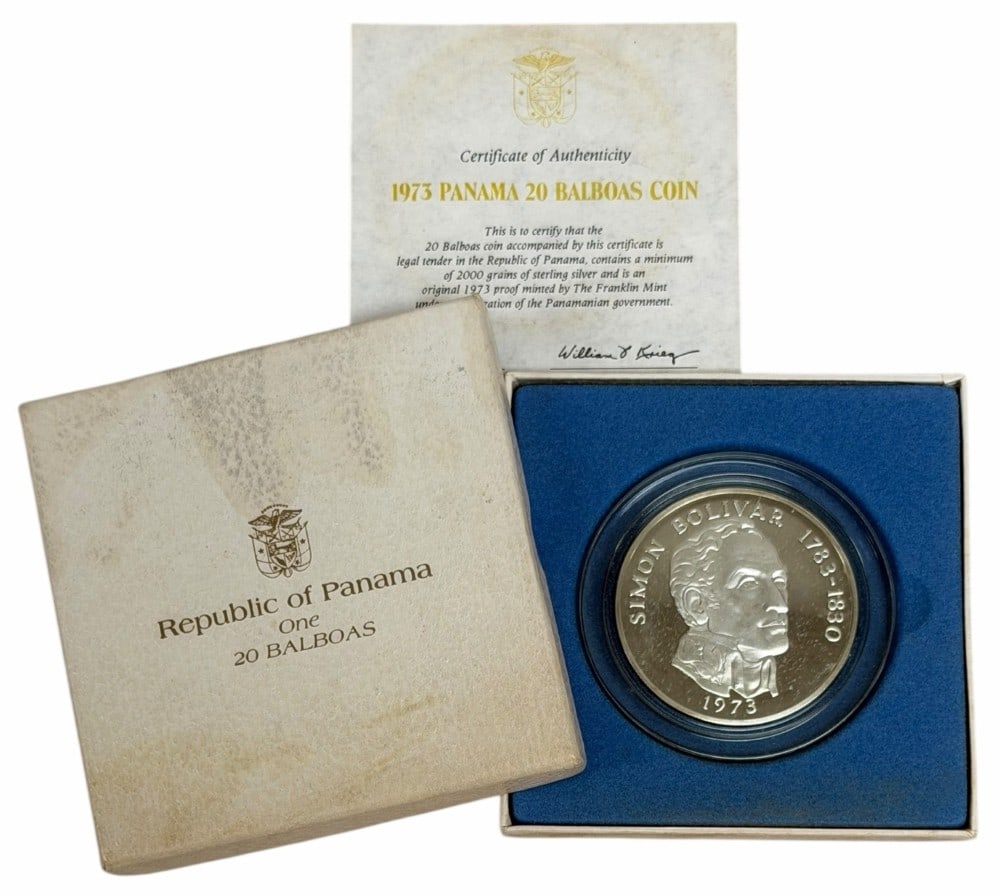 Certificate of Authenticity
1973 PANAMA 20 BALBOAS COIN
This is to certify that the
20 Balboas coin accompanied by this certificate is
legal tender in the Republic of Panama, contains a minimum
of 2000 grains of sterling silver and is an
original 1973 proof minted by The Franklin Mint
of the Panamanian government.
Republic of Panama
One
20 BALBOAS
SIMON BOLIVAR 1783-1830
1973